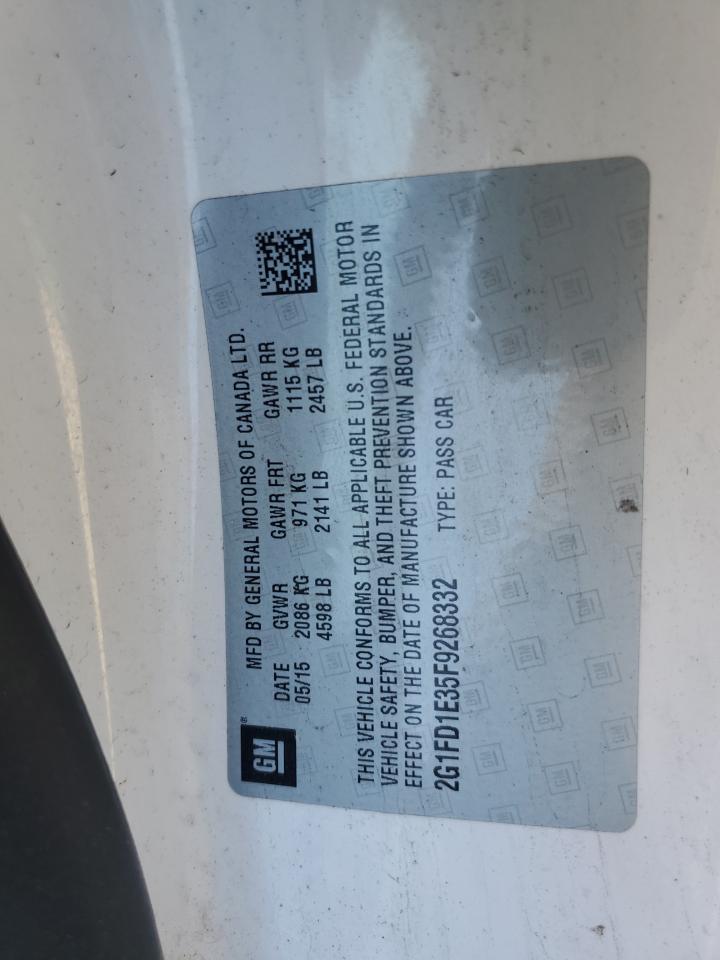 GM®
MFD BY GENERAL MOTORS OF CANADA LTD.
DATE GVWR GAWR FRT GAWR RR
05/15 2086 KG 971 KG 1115 KG
4598 LB 2141 LB 2457 LB
THIS VEHICLE CONFORMS TO ALL APPLICABLE U.S. FEDERAL MOTOR
VEHICLE SAFETY, BUMPER, AND THEFT PREVENTION STANDARDS IN
EFFECT ON THE DATE OF MANUFACTURE SHOWN ABOVE.
2G1FD1E35F9268332 TYPE: PASS CAR